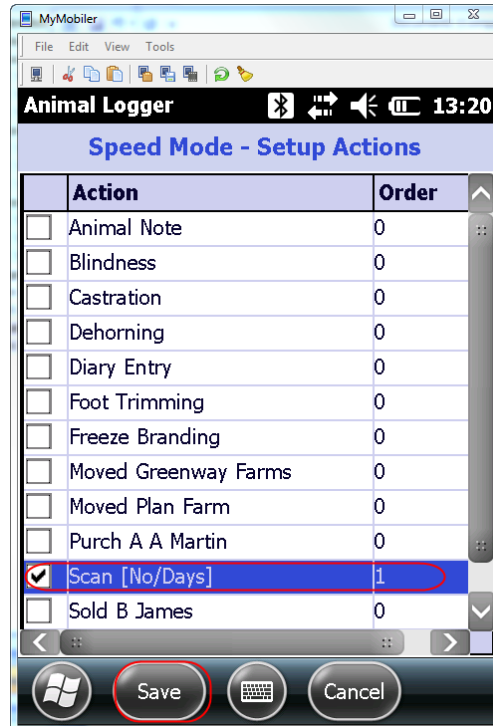 MyMobiler
File Edit View Tools
Animal Logger 13:20
Speed Mode - Setup Actions
Action Order
Animal Note 0
Blindness 0
Castration 0
Dehorning 0
Diary Entry 0
Foot Trimming 0
Freeze Branding 0
Moved Greenway Farms 0
Moved Plan Farm 0
Purch A A Martin 0
Scan [No/Days] 1
Sold B James 0
Save Cancel